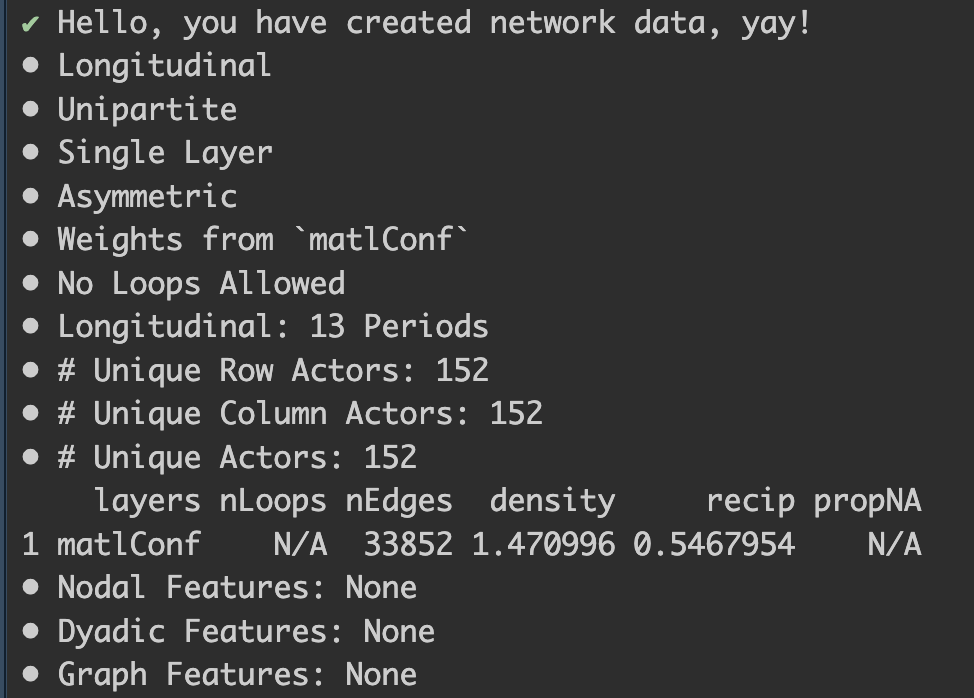 ✔ Hello, you have created network data, yay!
• Longitudinal
• Unipartite
• Single Layer
• Asymmetric
• Weights from `matlConf`
• No Loops Allowed
• Longitudinal: 13 Periods
• # Unique Row Actors: 152
• # Unique Column Actors: 152
• # Unique Actors: 152
layers nLoops nEdges density recip propNA
1 matlConf N/A 33852 1.470996 0.5467954 N/A
• Nodal Features: None
• Dyadic Features: None
• Graph Features: None